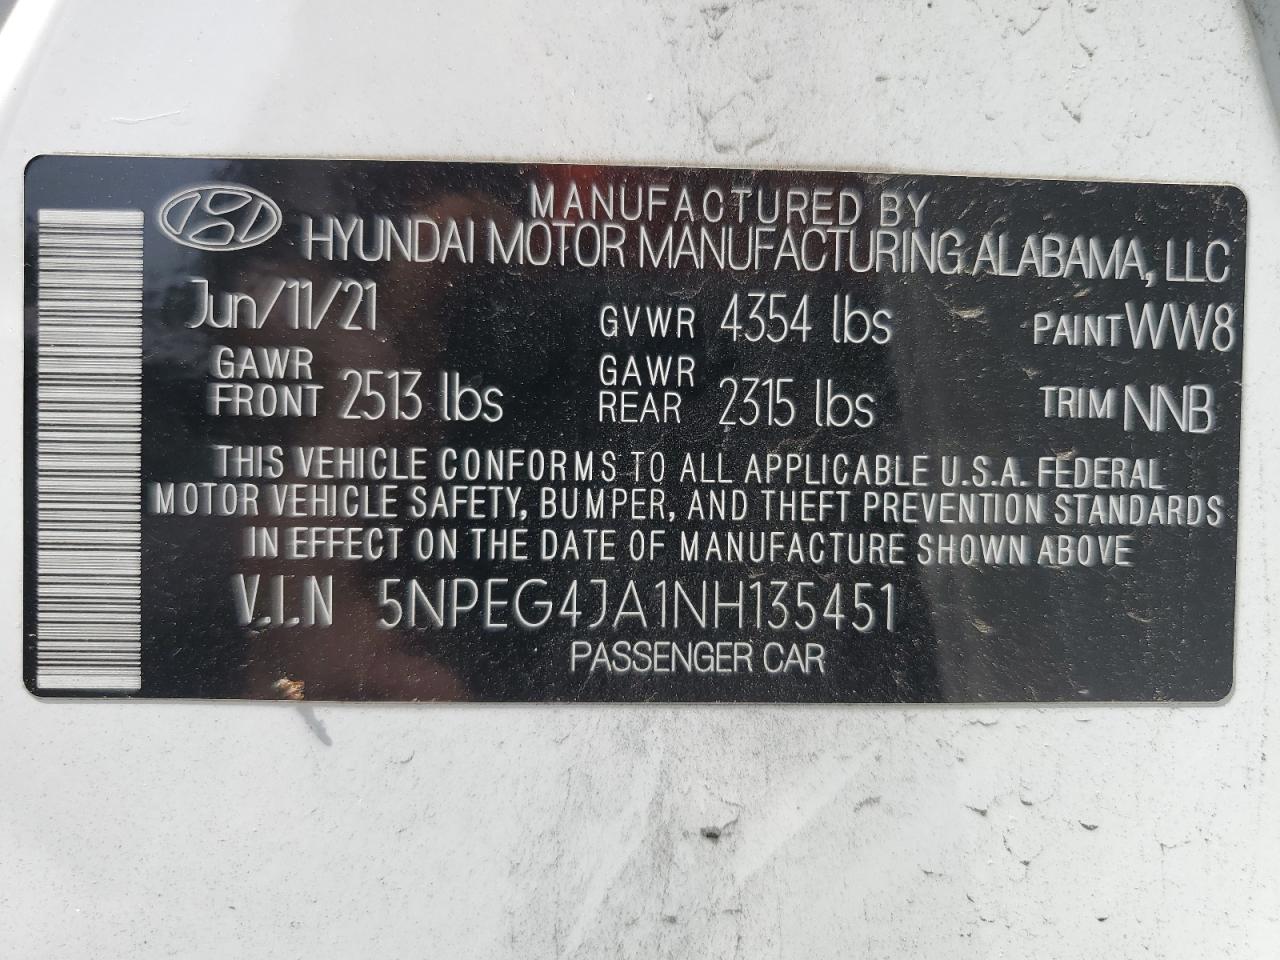 MANUFACTURED BY
HYUNDAI MOTOR MANUFACTURING ALABAMA, LLC
Jun/11/21 GVWR 4354 lbs PAINT WW8
GAWR FRONT 2513 lbs GAWR REAR 2315 lbs TRIM NNB
THIS VEHICLE CONFORMS TO ALL APPLICABLE U.S.A. FEDERAL
MOTOR VEHICLE SAFETY, BUMPER, AND THEFT PREVENTION STANDARDS
IN EFFECT ON THE DATE OF MANUFACTURE SHOWN ABOVE
V.I.N 5NPEG4JA1NH135451
PASSENGER CAR